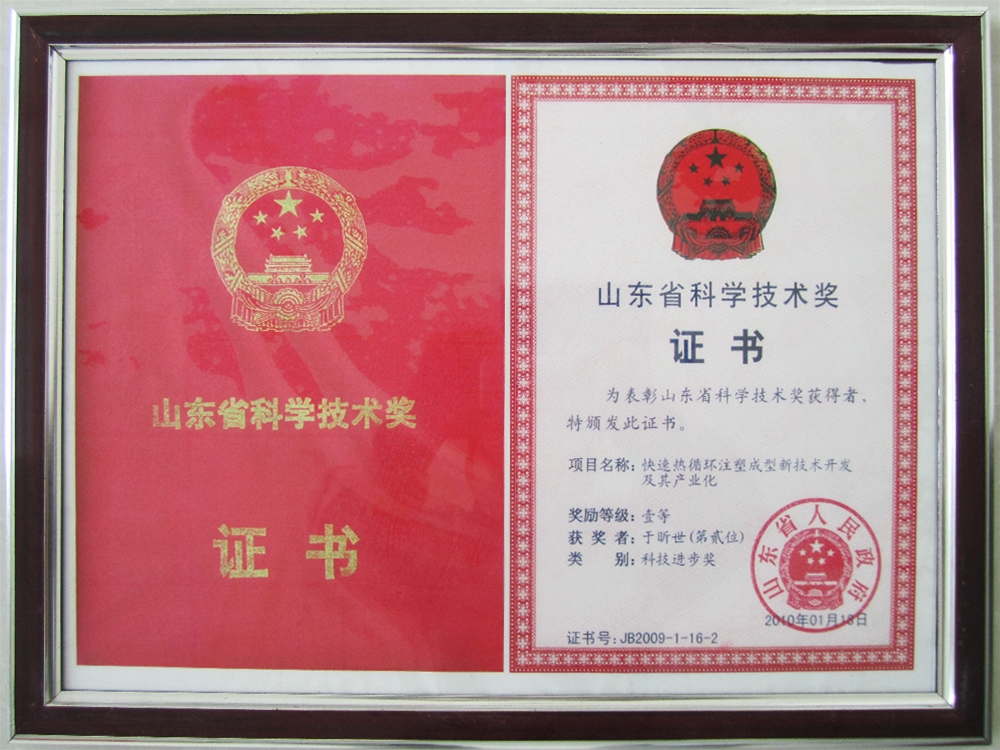 山东省科学技术奖
证书
山东省科学技术奖
证书
为表彰山东省科学技术奖获得者、
特颁发此证书。
项目名称：快速热循环注塑成型新技术开发
及其产业化
奖励等级：壹等
获奖者：于昕世(第贰位)
类别：科技进步奖
山东省人民政府
2010年01月18日
证书号：JB2009-1-16-2